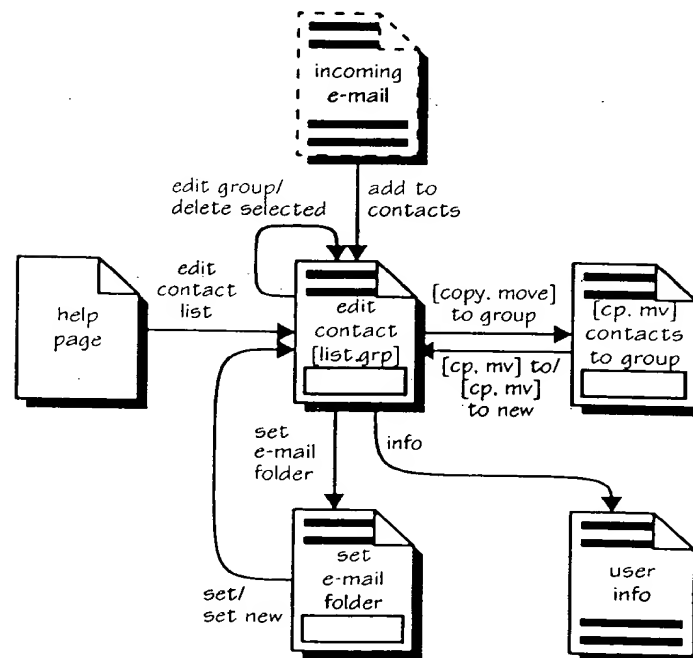 incoming
e-mail
edit group/
delete selected
add to
contacts
help
page
edit
contact
list
edit
contact
[list.grp]
[copy, move]
to group
[cp, mv] to/
[cp, mv]
to new
[cp, mv]
contacts
to group
set
e-mail
folder
info
set/
set new
set
e-mail
folder
user
info